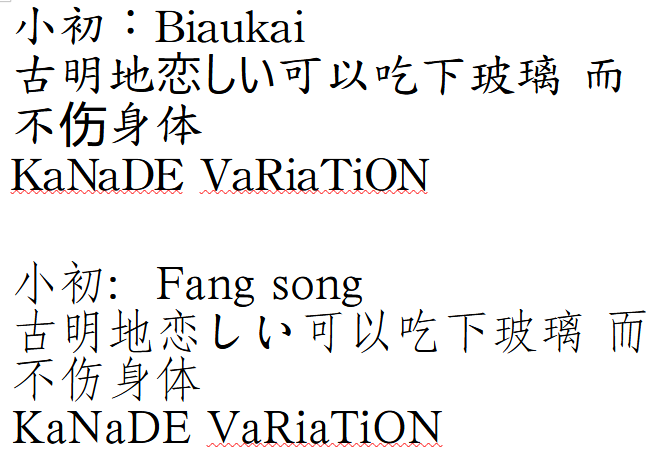 小初：Biaukai
古明地恋しい可以吃下玻璃 而
不伤身体
KaNaDE VaRiaTiON
小初: Fang song
古明地恋しい可以吃下玻璃 而
不伤身体
KaNaDE VaRiaTiON